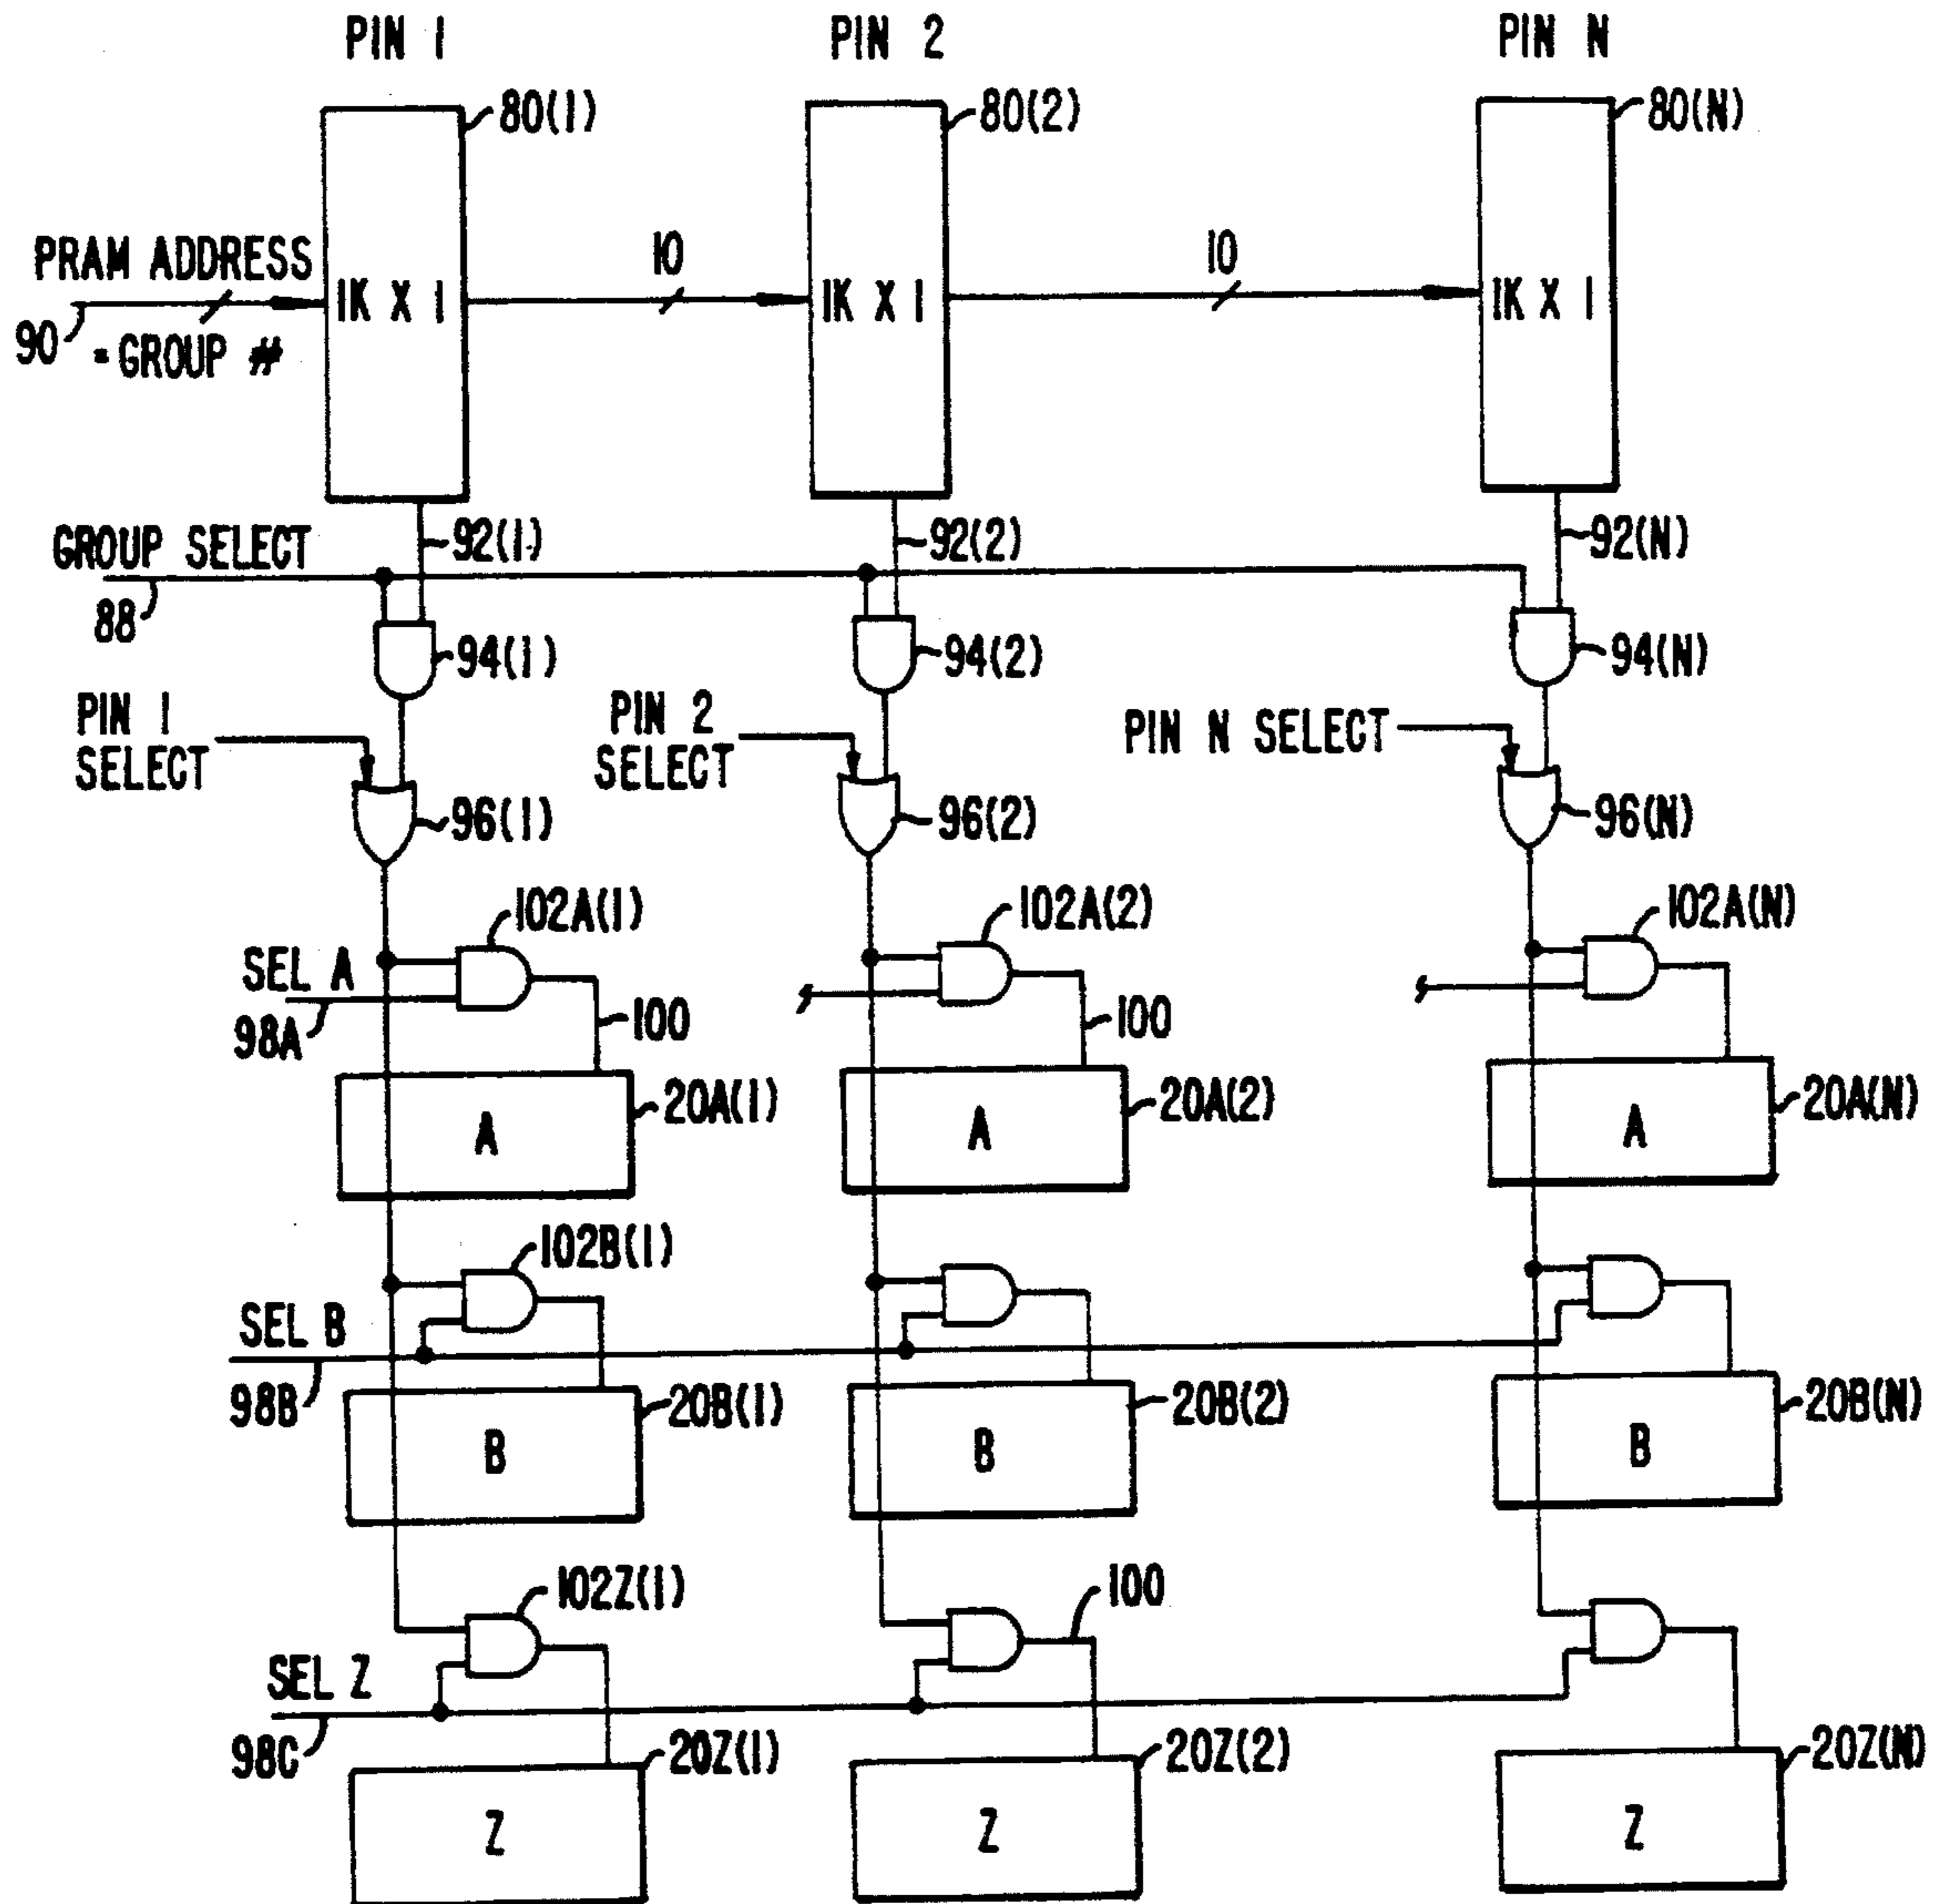 PIN 1 PIN 2 PIN N
80(1) 80(2) 80(N)
PRAM ADDRESS 10 10
1K X 1 1K X 1 1K X 1
90 = GROUP #
GROUP SELECT 92(1) 92(2) 92(N)
88
94(1) 94(2) 94(N)
PIN 1 PIN 2 PIN N SELECT
SELECT SELECT
96(1) 96(2) 96(N)
102A(1) 102A(2) 102A(N)
SEL A
98A 100 100
20A(1) 20A(2) 20A(N)
A A A
102B(1)
SEL B
98B 20B(1) 20B(2) 20B(N)
B B B
102Z(1) 100
SEL Z
98C 20Z(1) 20Z(2) 20Z(N)
Z Z Z